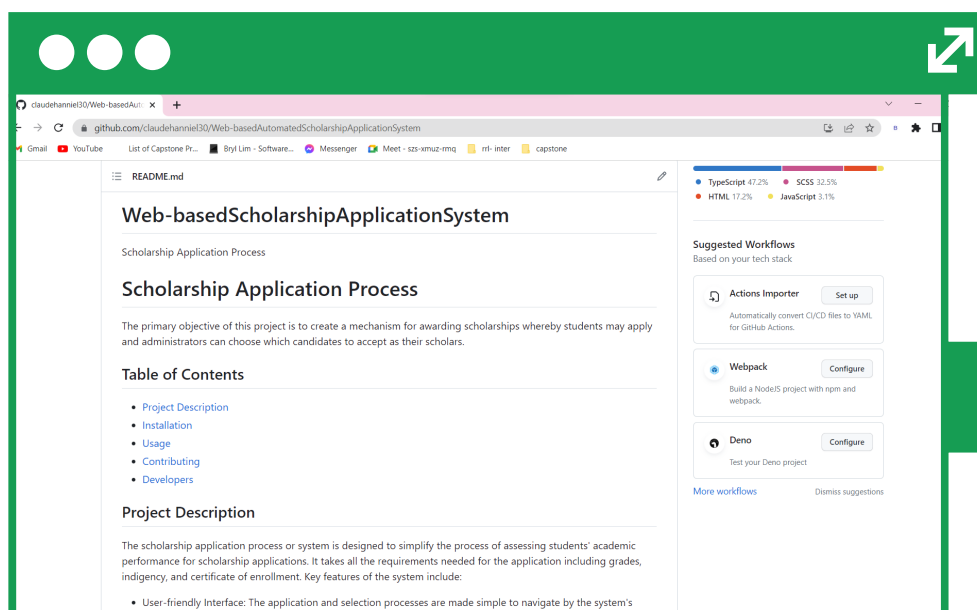 claudehanniel30/Web-basedAut
github.com/claudehanniel30/Web-basedAutomatedScholarshipApplicationSystem
Gmail YouTube List of Capstone Pr... Bryl Lim - Software... Messenger Meet - szs-xmuz-rmq rrl- inter capstone
README.md
Web-basedScholarshipApplicationSystem
Scholarship Application Process
Scholarship Application Process
The primary objective of this project is to create a mechanism for awarding scholarships whereby students may apply
and administrators can choose which candidates to accept as their scholars.
Table of Contents
Project Description
Installation
Usage
Contributing
Developers
Project Description
The scholarship application process or system is designed to simplify the process of assessing students' academic
performance for scholarship applications. It takes all the requirements needed for the application including grades,
indigency, and certificate of enrollment. Key features of the system include:
User-friendly Interface: The application and selection processes are made simple to navigate by the system's
TypeScript 47.2% SCSS 32.5%
HTML 17.2% JavaScript 3.1%
Suggested Workflows
Based on your tech stack
Actions Importer Set up
Automatically convert CI/CD files to YAML
for GitHub Actions.
Webpack Configure
Build a NodeJS project with npm and
webpack.
Deno Configure
Test your Deno project
More workflows Dismiss suggestions